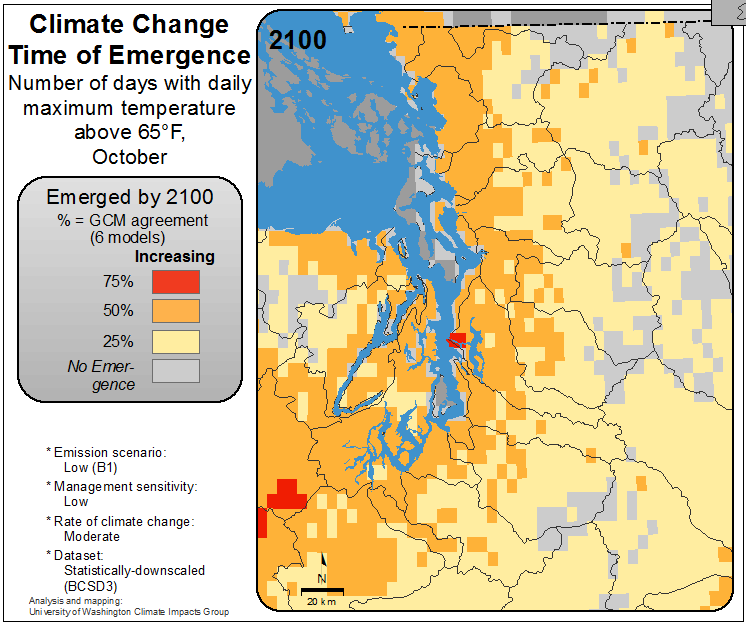 Climate Change
Time of Emergence
Number of days with daily
maximum temperature
above 65°F,
October
Emerged by 2100
% = GCM agreement
(6 models)
Increasing
75%
50%
25%
No Emer-
gence
* Emission scenario:
Low (B1)
* Management sensitivity:
Low
* Rate of climate change:
Moderate
* Dataset:
Statistically-downscaled
(BCSD3)
Analysis and mapping:
University of Washington Climate Impacts Group
2100
N
20 km